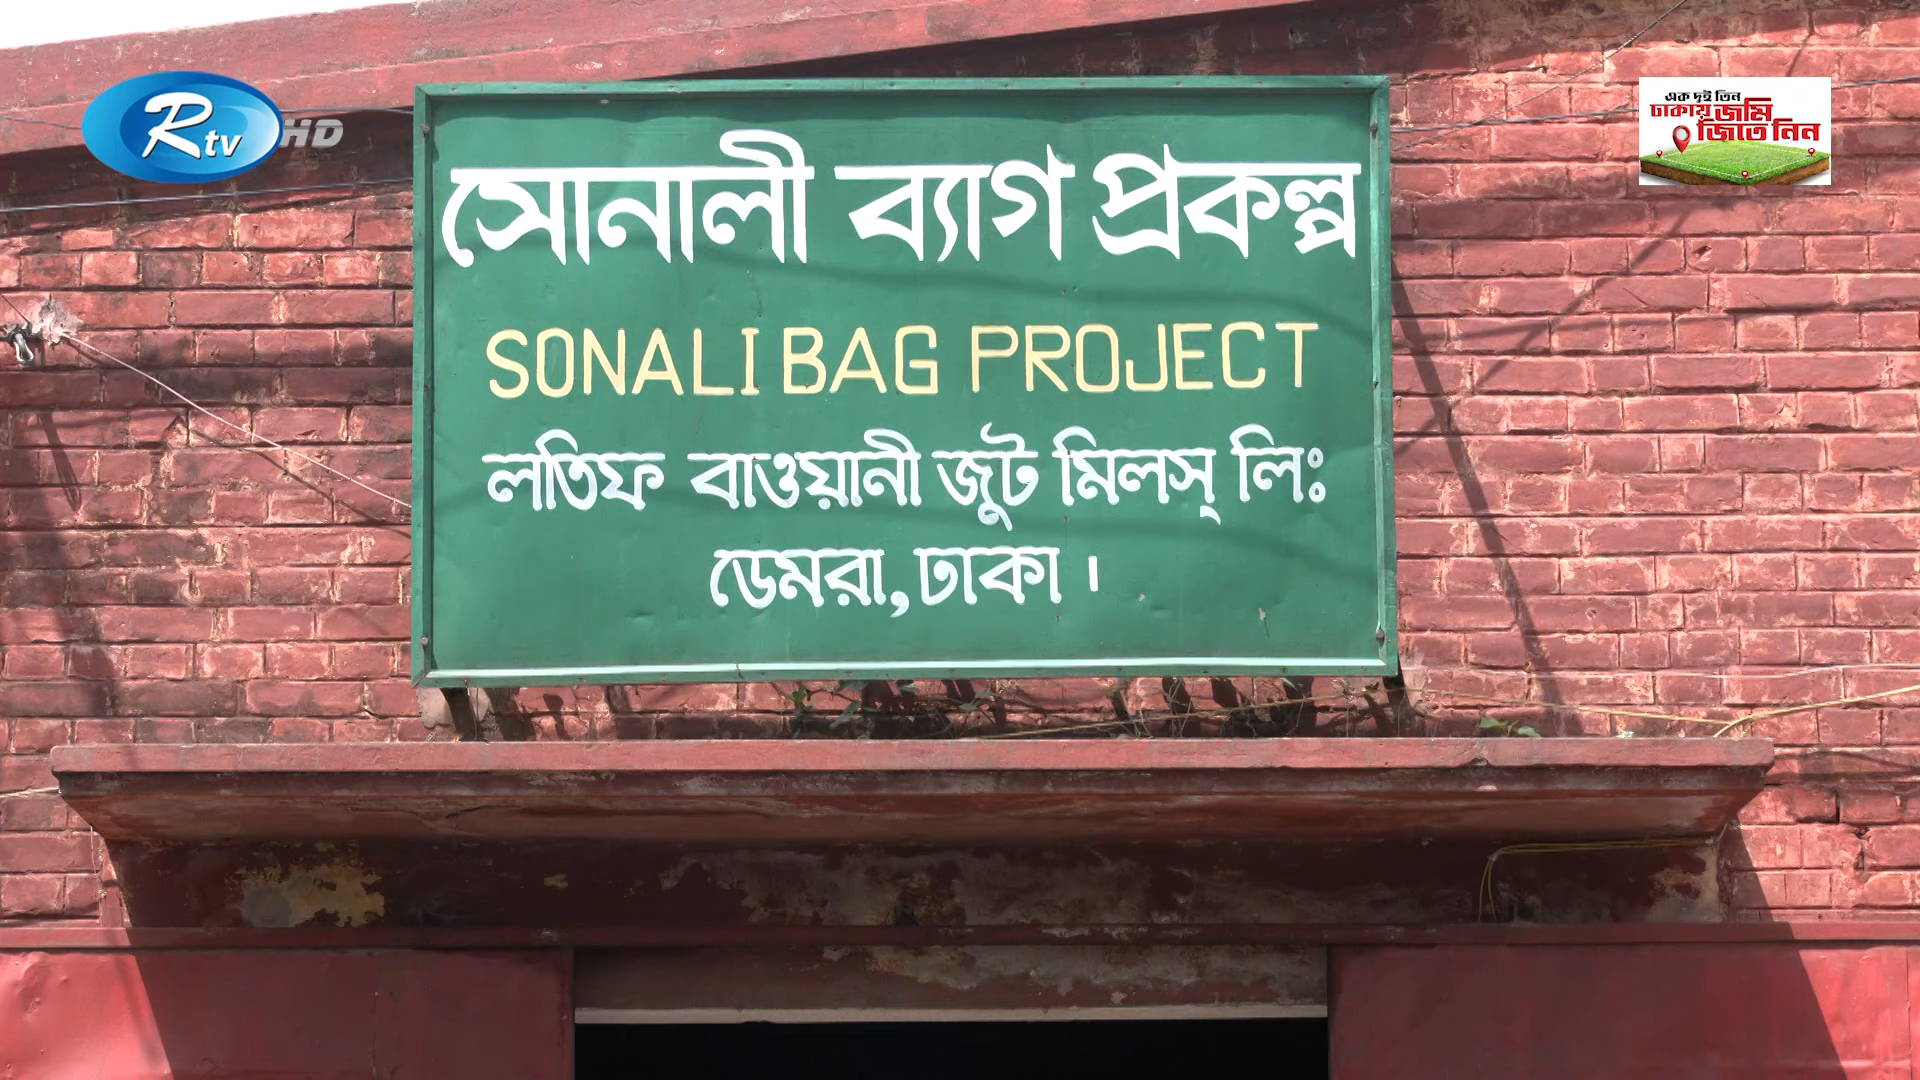 Rtv HD
এক দুই তিন
ঢাকায় জমি
জিতে নিন
সোনালী ব্যাগ প্রকল্প
SONALI BAG PROJECT
লতিফ বাওয়ানী জুট মিলস্ লিঃ
ডেমরা, ঢাকা।